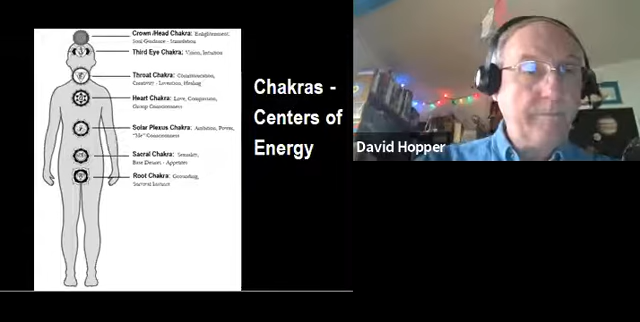 Crown /Head Chakra: Enlightenment,
Soul Guidance - Translation
Third Eye Chakra: Vision, Intuition
Throat Chakra: Communication,
Creativity - Invention, Healing
Heart Chakra: Love, Compassion,
Group Consciousness
Solar Plexus Chakra: Ambition, Power,
"Me" Consciousness
Sacral Chakra: Sexuality,
Base Desires - Appetites
Root Chakra: Grounding,
Survival Instinct
Chakras -
Centers of
Energy
David Hopper